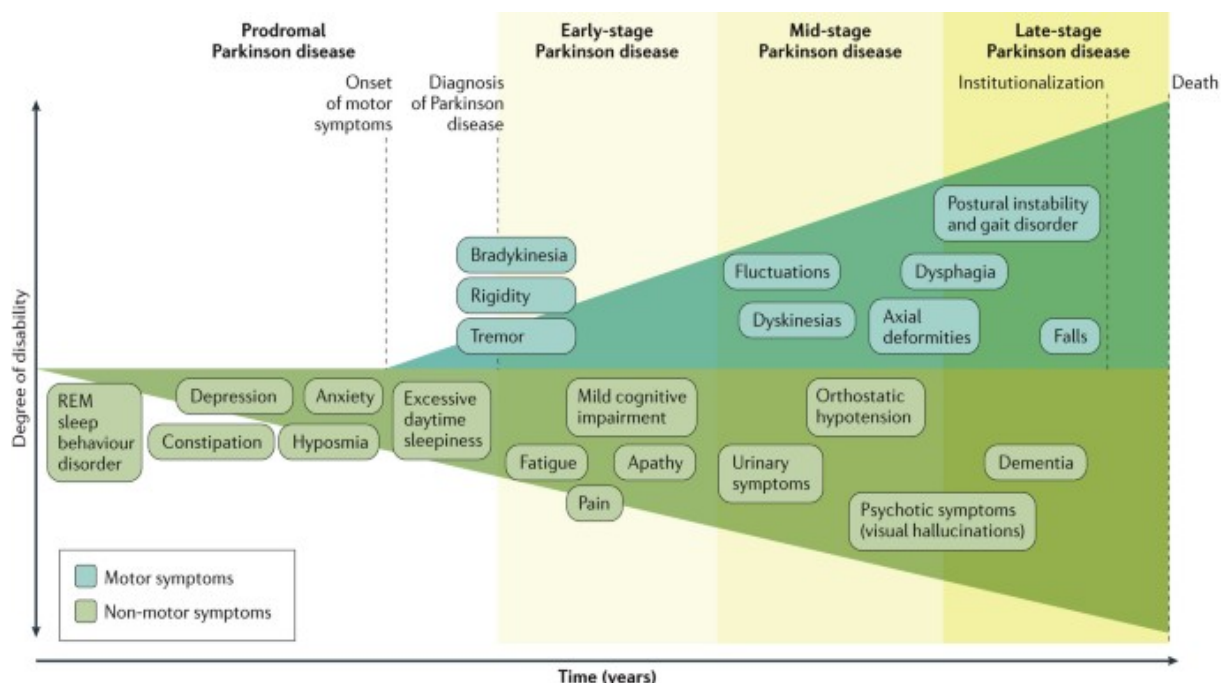 Prodromal
Parkinson disease
Early-stage
Parkinson disease
Mid-stage
Parkinson disease
Late-stage
Parkinson disease
Onset
of motor
symptoms
Diagnosis
of Parkinson
disease
Institutionalization
Death
Degree of disability
Postural instability
and gait disorder
Bradykinesia
Rigidity
Tremor
Fluctuations
Dysphagia
Dyskinesias
Axial
deformities
Falls
REM
sleep
behaviour
disorder
Depression
Anxiety
Constipation
Hyposmia
Excessive
daytime
sleepiness
Mild cognitive
impairment
Fatigue
Apathy
Pain
Orthostatic
hypotension
Urinary
symptoms
Dementia
Psychotic symptoms
(visual hallucinations)
Motor symptoms
Non-motor symptoms
Time (years)